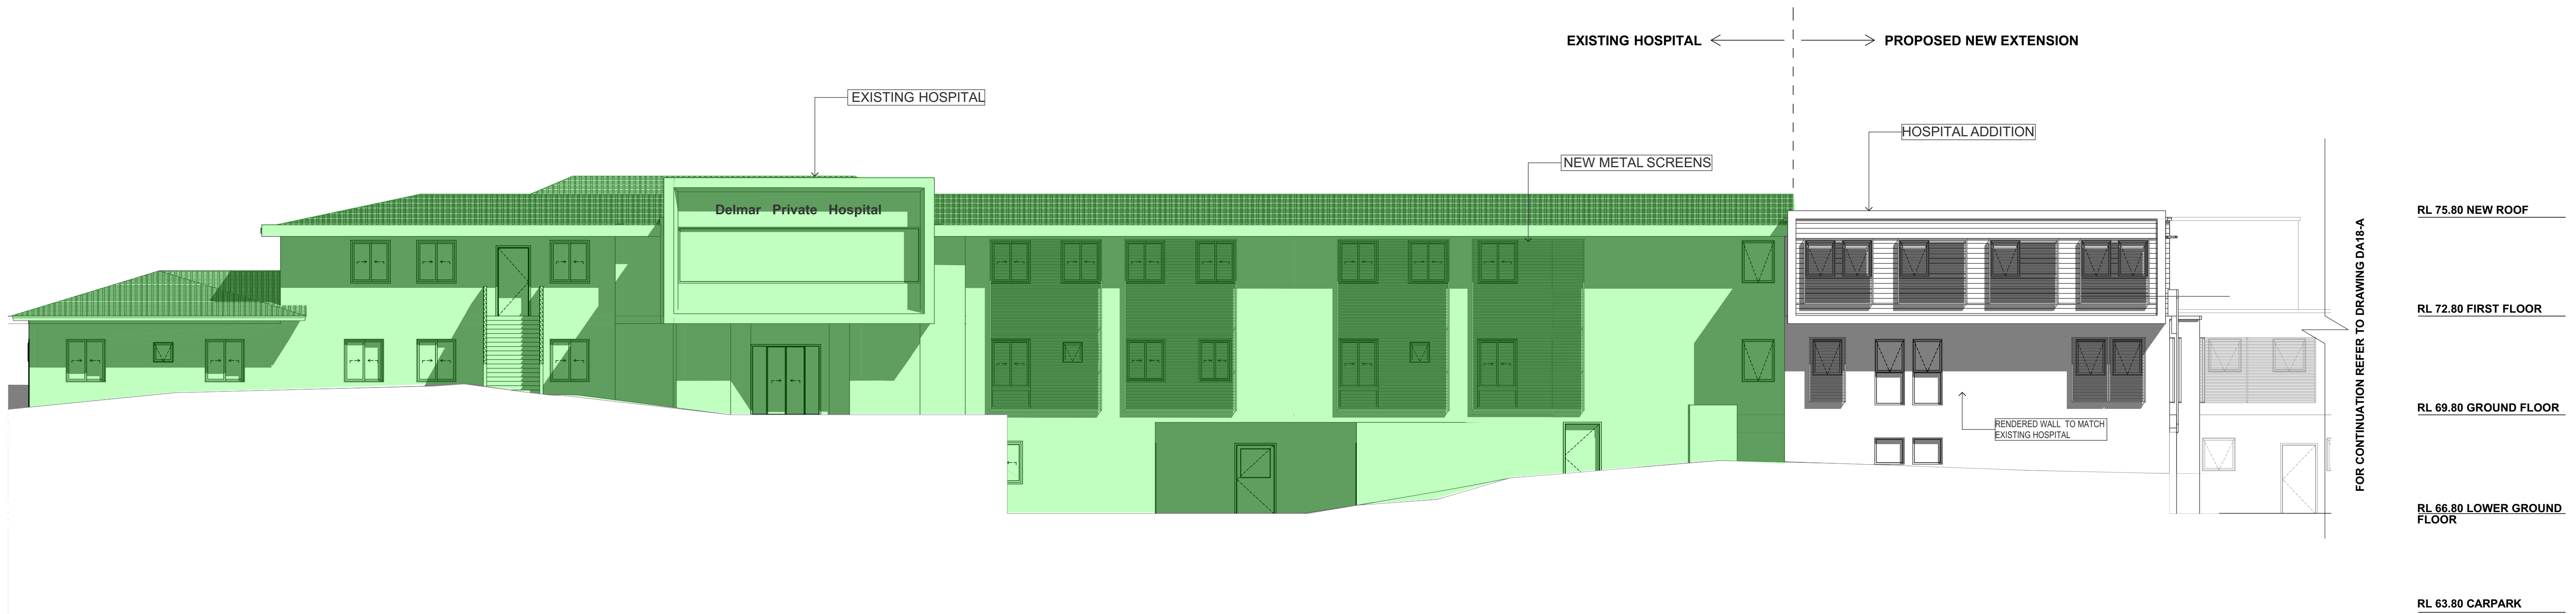 EXISTING HOSPITAL
PROPOSED NEW EXTENSION
EXISTING HOSPITAL
HOSPITAL ADDITION
NEW METAL SCREENS
Delmar Private Hospital
RENDERED WALL TO MATCH
EXISTING HOSPITAL
FOR CONTINUATION REFER TO DRAWING DA18-A
RL 75.80 NEW ROOF
RL 72.80 FIRST FLOOR
RL 69.80 GROUND FLOOR
RL 66.80 LOWER GROUND
FLOOR
RL 63.80 CARPARK